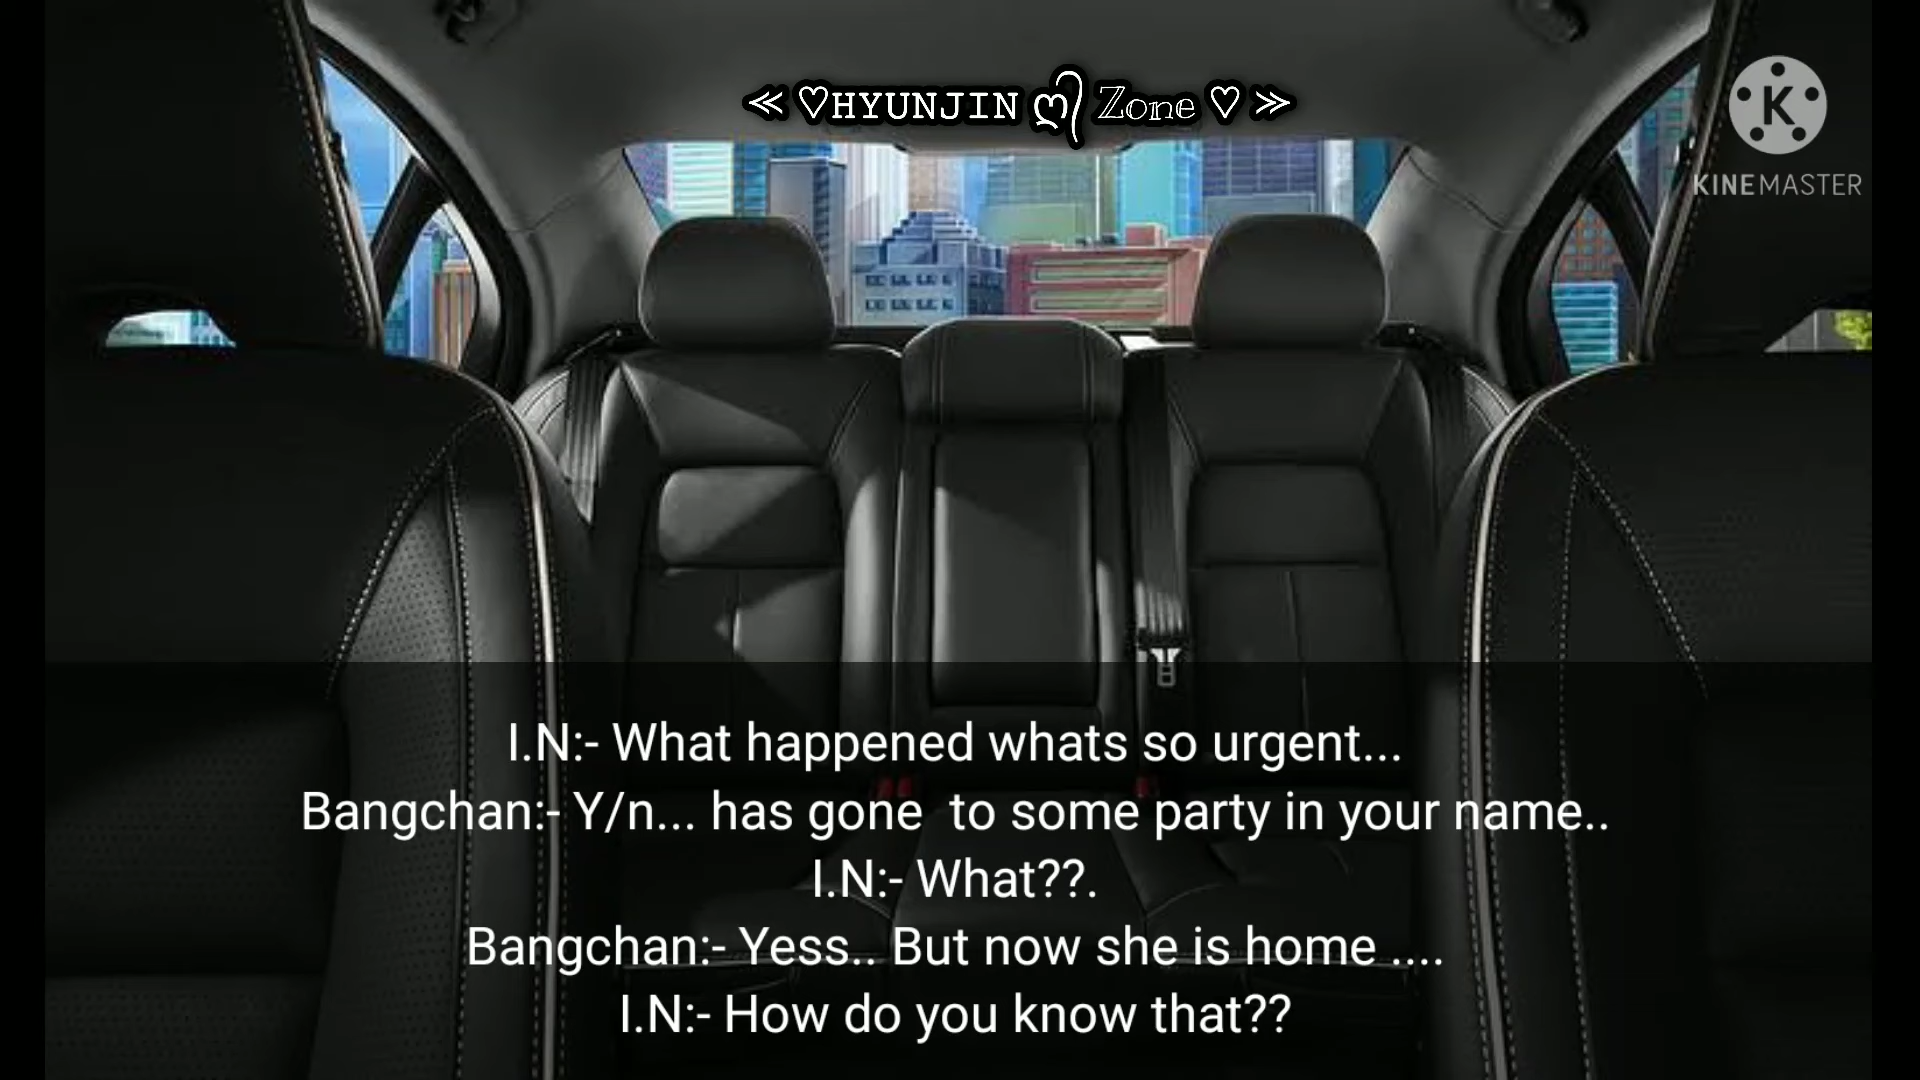 ≪ ♡HYUNJIN ღ᭄ Zone ♡ ≫
K
KINEMASTER
I.N:- What happened whats so urgent...
Bangchan:- Y/n... has gone  to some party in your name..
I.N:- What??.
Bangchan:- Yess.. But now she is home ....
I.N:- How do you know that??